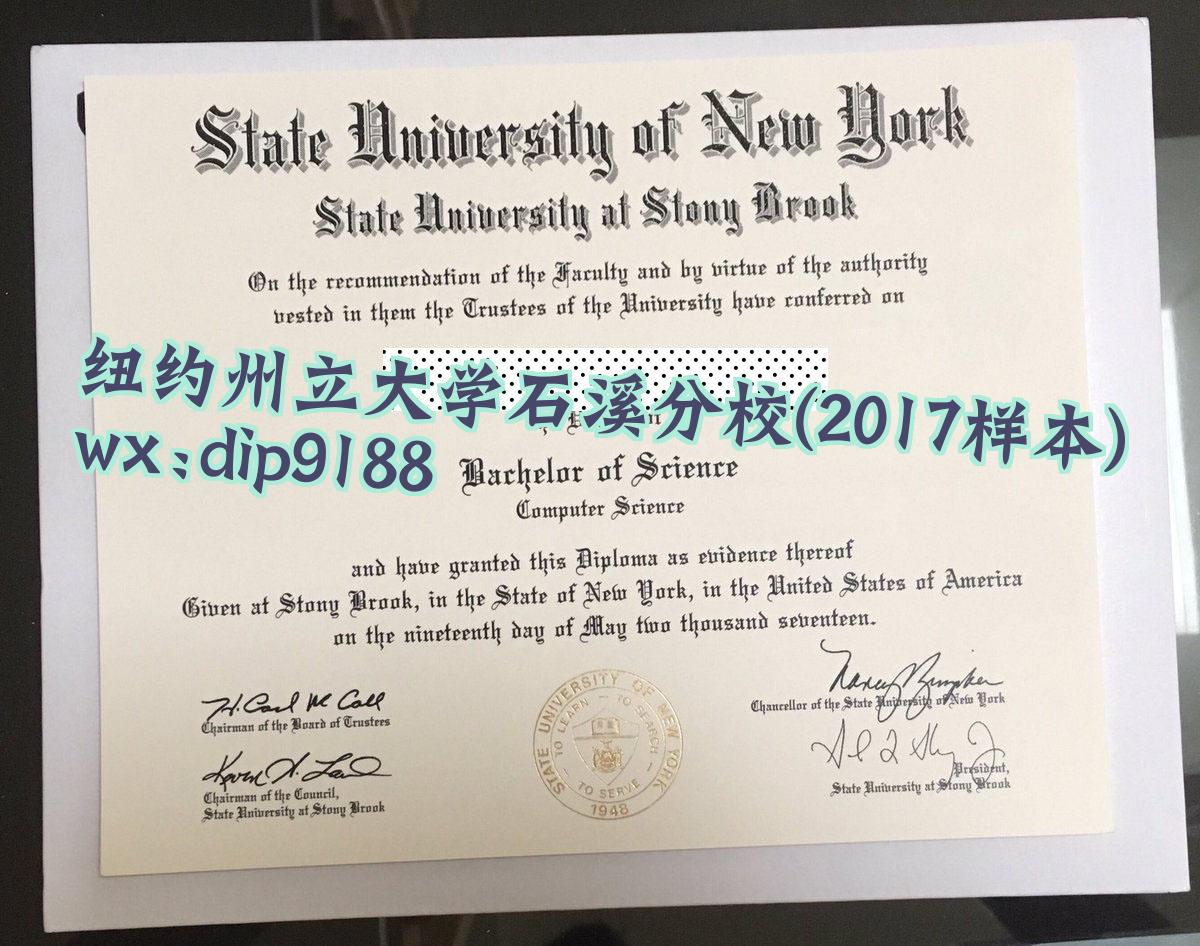 State University of New York
State University at Stony Brook
On the recommendation of the Faculty and by virtue of the authority
vested in them the Trustees of the University have conferred on
纽约州立大学石溪分校(2017样本)
wx:dip9188
Bachelor of Science
Computer Science
and have granted this Diploma as evidence thereof
Given at Stony Brook, in the State of New York, in the United States of America
on the nineteenth day of May two thousand seventeen.
H. Carl McCall
Chairman of the Board of Trustees
Chairman of the Council,
State University at Stony Brook
STATE UNIVERSITY OF NEW YORK
TO LEARN — TO SEARCH — TO SERVE
1948
Chancellor of the State University of New York
President,
State University at Stony Brook